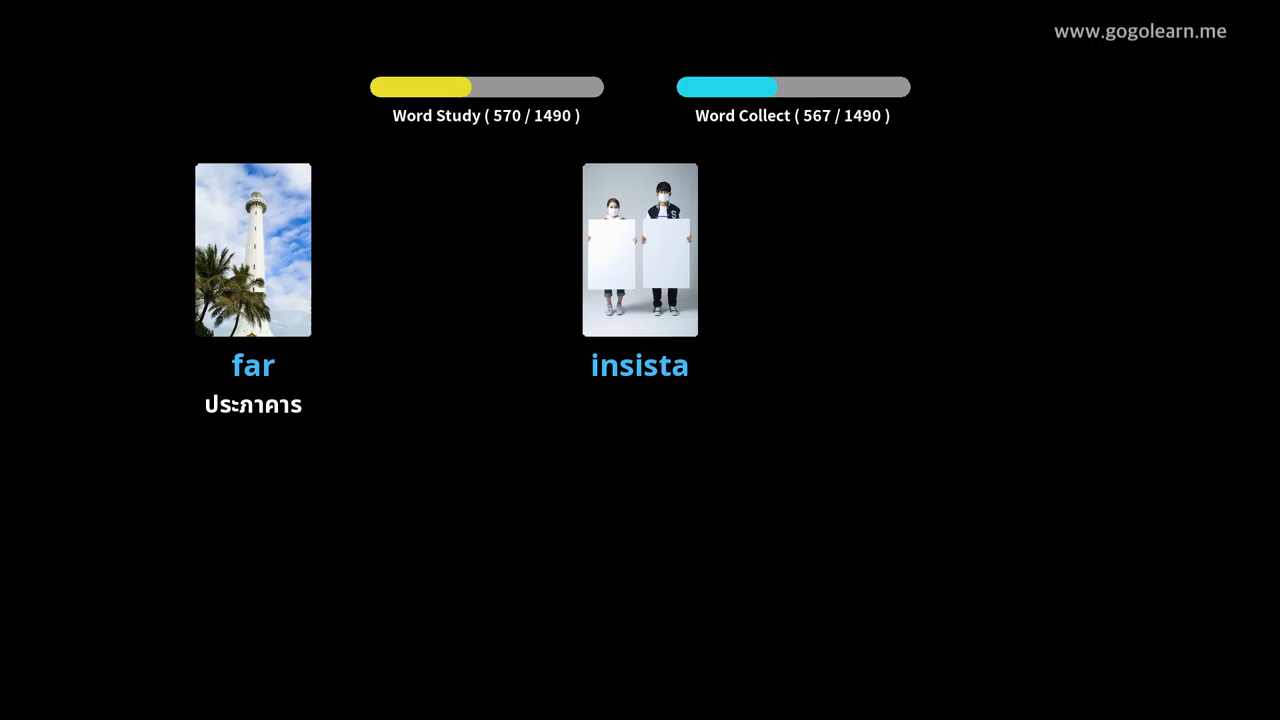 www.gogolearn.me
Word Study ( 570 / 1490 )
Word Collect ( 567 / 1490 )
far
insista
ประภาคาร